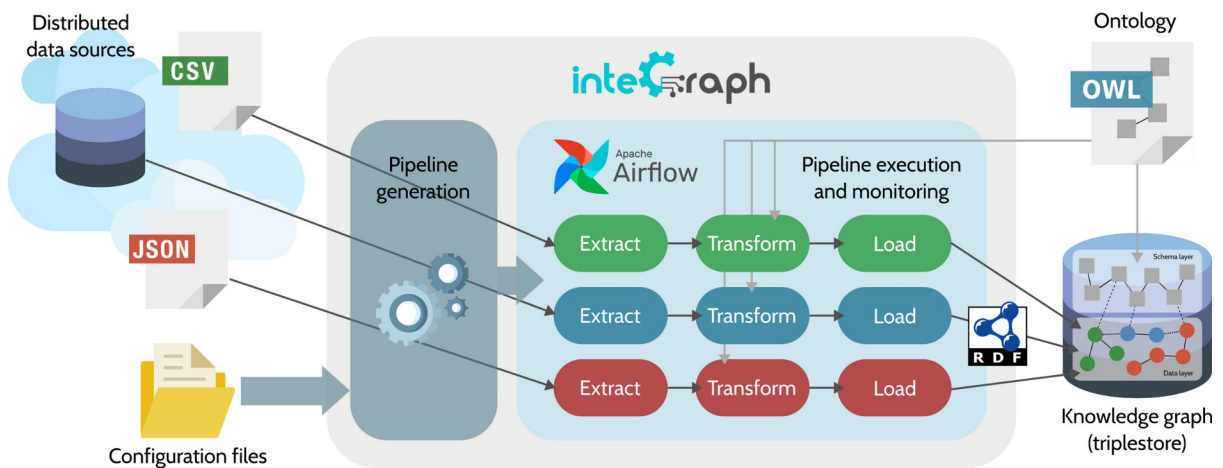 Distributed
data sources
CSV
JSON
Configuration files
inteGraph
Pipeline
generation
Apache
Airflow
Pipeline execution
and monitoring
Extract
Transform
Load
Extract
Transform
Load
Extract
Transform
Load
RDF
Ontology
OWL
Schema layer
Data layer
Knowledge graph
(triplestore)